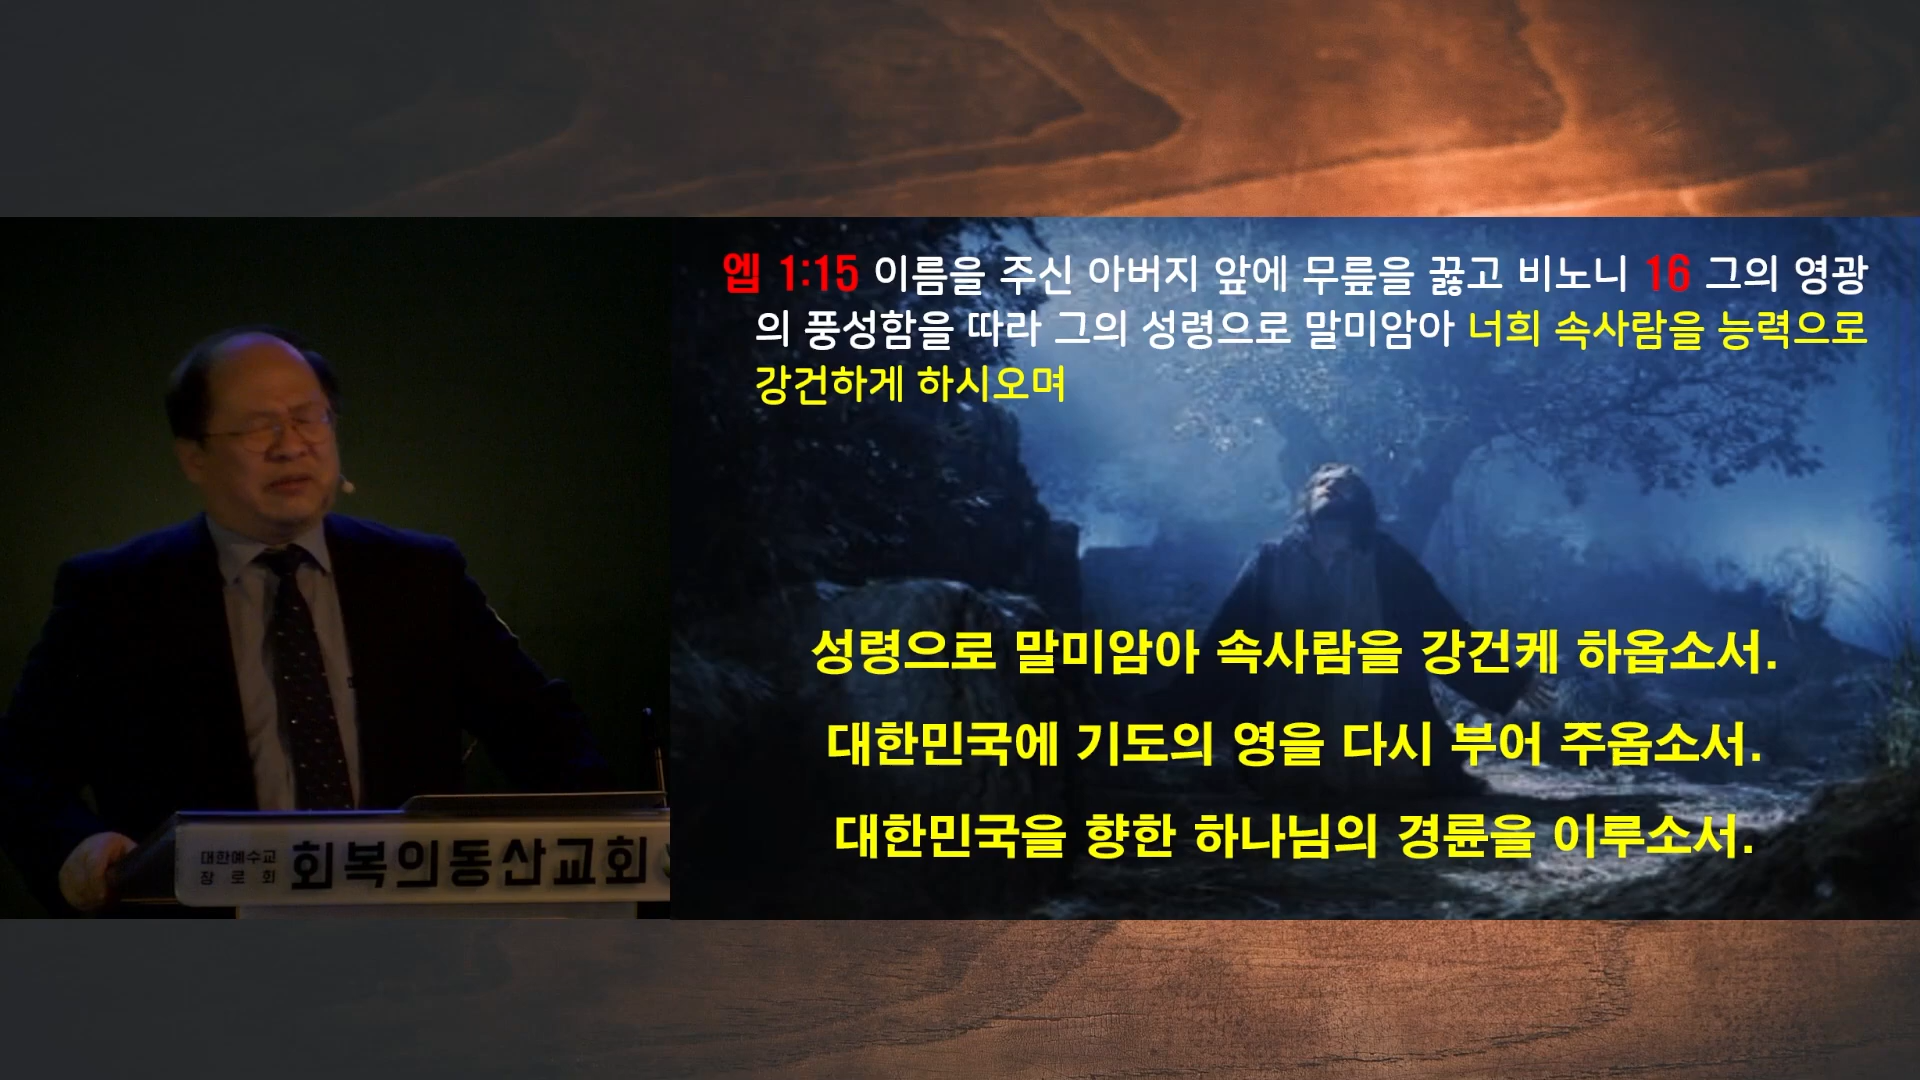 엡 1:15 이름을 주신 아버지 앞에 무릎을 꿇고 비노니 16 그의 영광
의 풍성함을 따라 그의 성령으로 말미암아 너희 속사람을 능력으로
강건하게 하시오며
성령으로 말미암아 속사람을 강건케 하옵소서.
대한민국에 기도의 영을 다시 부어 주옵소서.
대한민국을 향한 하나님의 경륜을 이루소서.
대한예수교
장로회
회복의동산교회